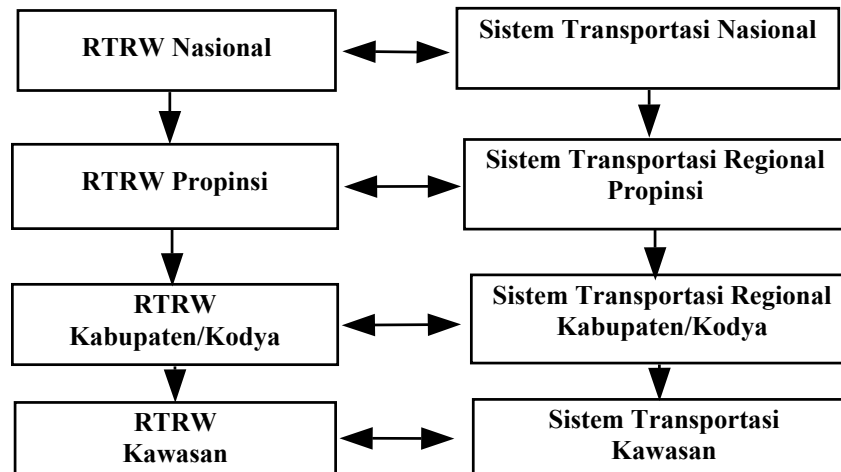 RTRW Nasional
Sistem Transportasi Nasional
RTRW Propinsi
Sistem Transportasi Regional
Propinsi
RTRW
Kabupaten/Kodya
Sistem Transportasi Regional
Kabupaten/Kodya
RTRW
Kawasan
Sistem Transportasi
Kawasan